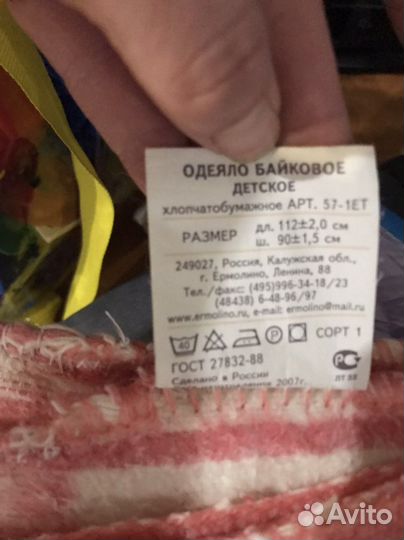 ОДЕЯЛО БАЙКОВОЕ
ДЕТСКОЕ
хлопчатобумажное АРТ. 57-1ЕТ
РАЗМЕР дл. 112±2,0 см
ш. 90±1,5 см
249027, Россия, Калужская обл.,
г. Ермолино, Ленина, 88
Тел./факс: (495)996-34-18/23
(48438) 6-48-96/97
www.ermolino.ru, e-mail: ermolino@mail.ru
40 СОРТ 1
ГОСТ 27832-88
Сделано в России
2007г.
Avito